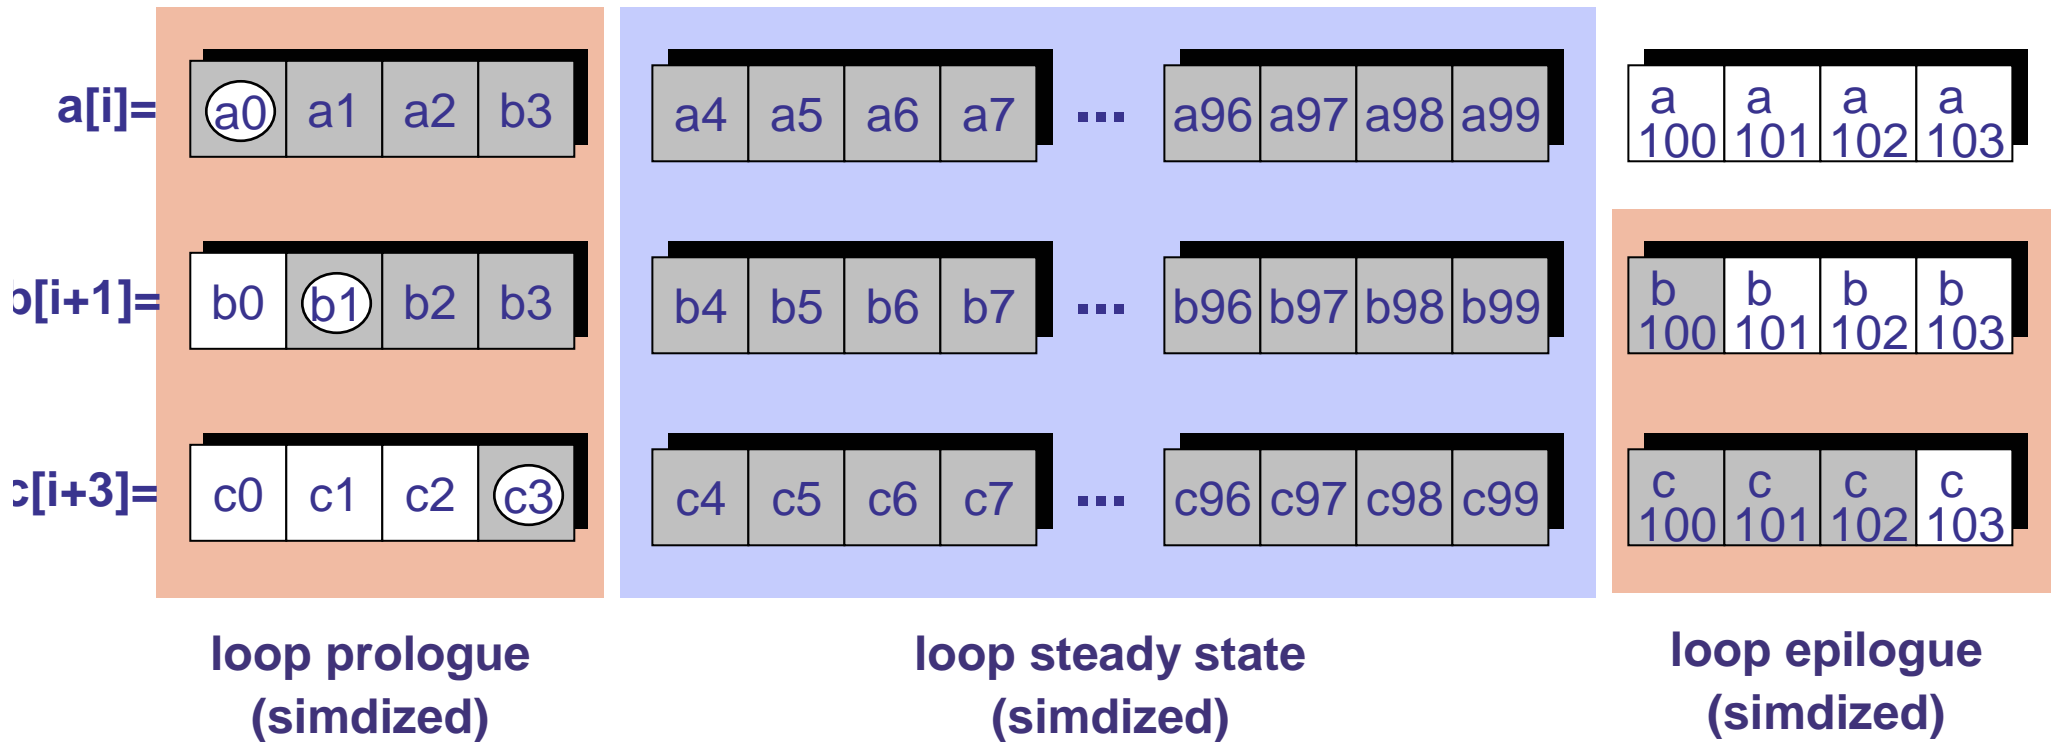 a[i]= a0 a1 a2 b3 a4 a5 a6 a7 ... a96 a97 a98 a99 a 100 a 101 a 102 a 103
b[i+1]= b0 b1 b2 b3 b4 b5 b6 b7 ... b96 b97 b98 b99 b 100 b 101 b 102 b 103
c[i+3]= c0 c1 c2 c3 c4 c5 c6 c7 ... c96 c97 c98 c99 c 100 c 101 c 102 c 103
loop prologue
(simdized)
loop steady state
(simdized)
loop epilogue
(simdized)